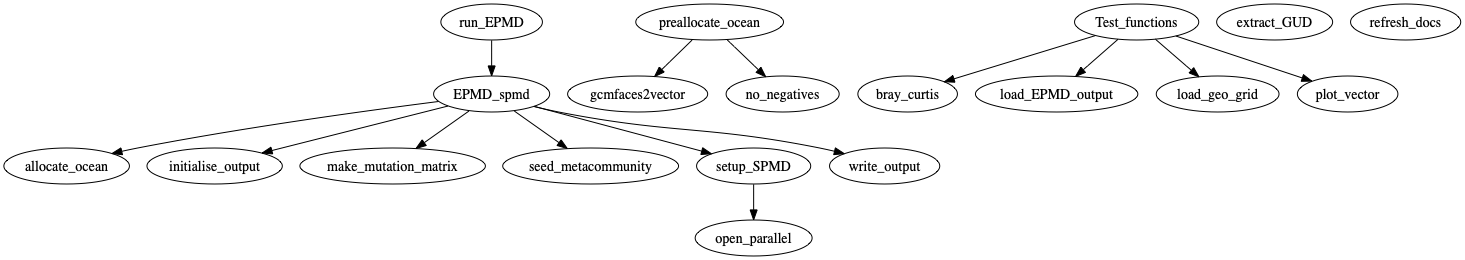 run_EPMD
preallocate_ocean
Test_functions
extract_GUD
refresh_docs
EPMD_spmd
gcmfaces2vector
no_negatives
bray_curtis
load_EPMD_output
load_geo_grid
plot_vector
allocate_ocean
initialise_output
make_mutation_matrix
seed_metacommunity
setup_SPMD
write_output
open_parallel